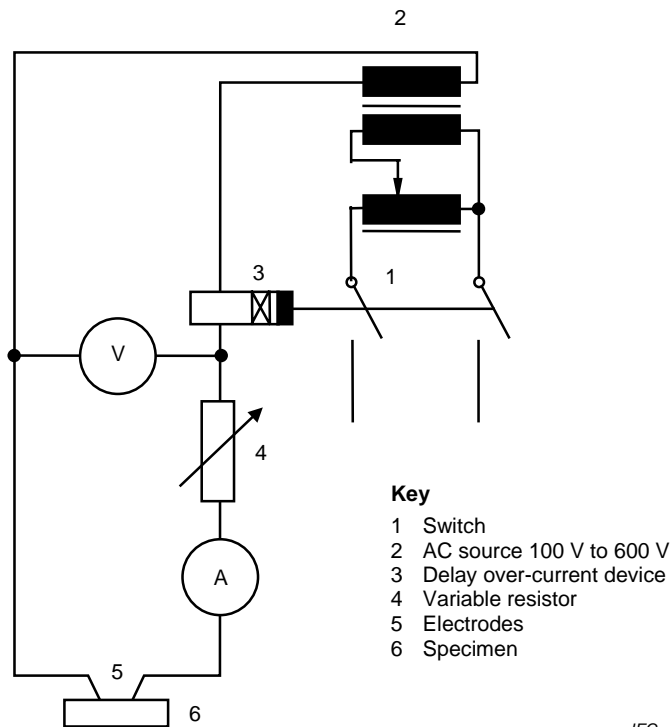 2
3
1
V
4
A
5
6
Key
1 Switch
2 AC source 100 V to 600 V
3 Delay over-current device
4 Variable resistor
5 Electrodes
6 Specimen